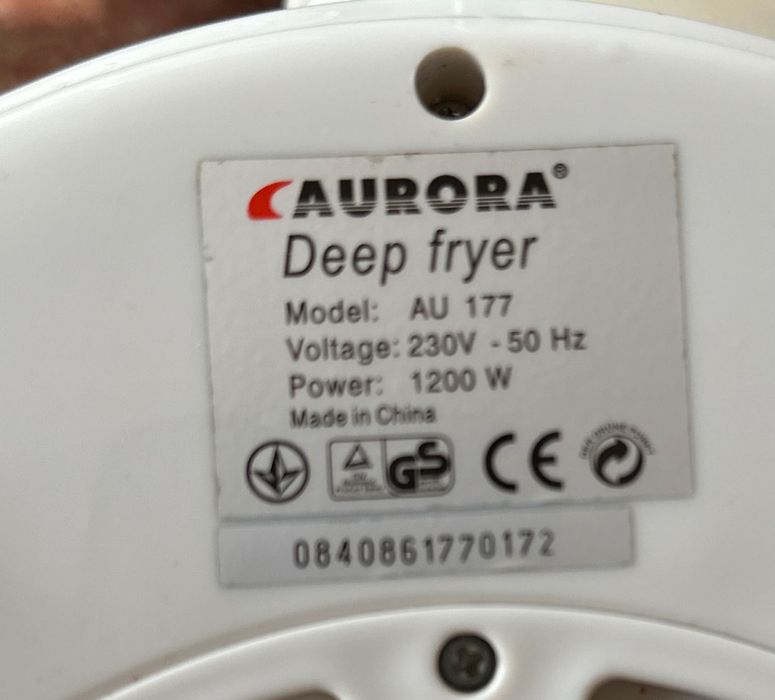 AURORA®
Deep fryer
Model: AU 177
Voltage: 230V - 50 Hz
Power: 1200 W
Made in China
GS CE
0840861770172